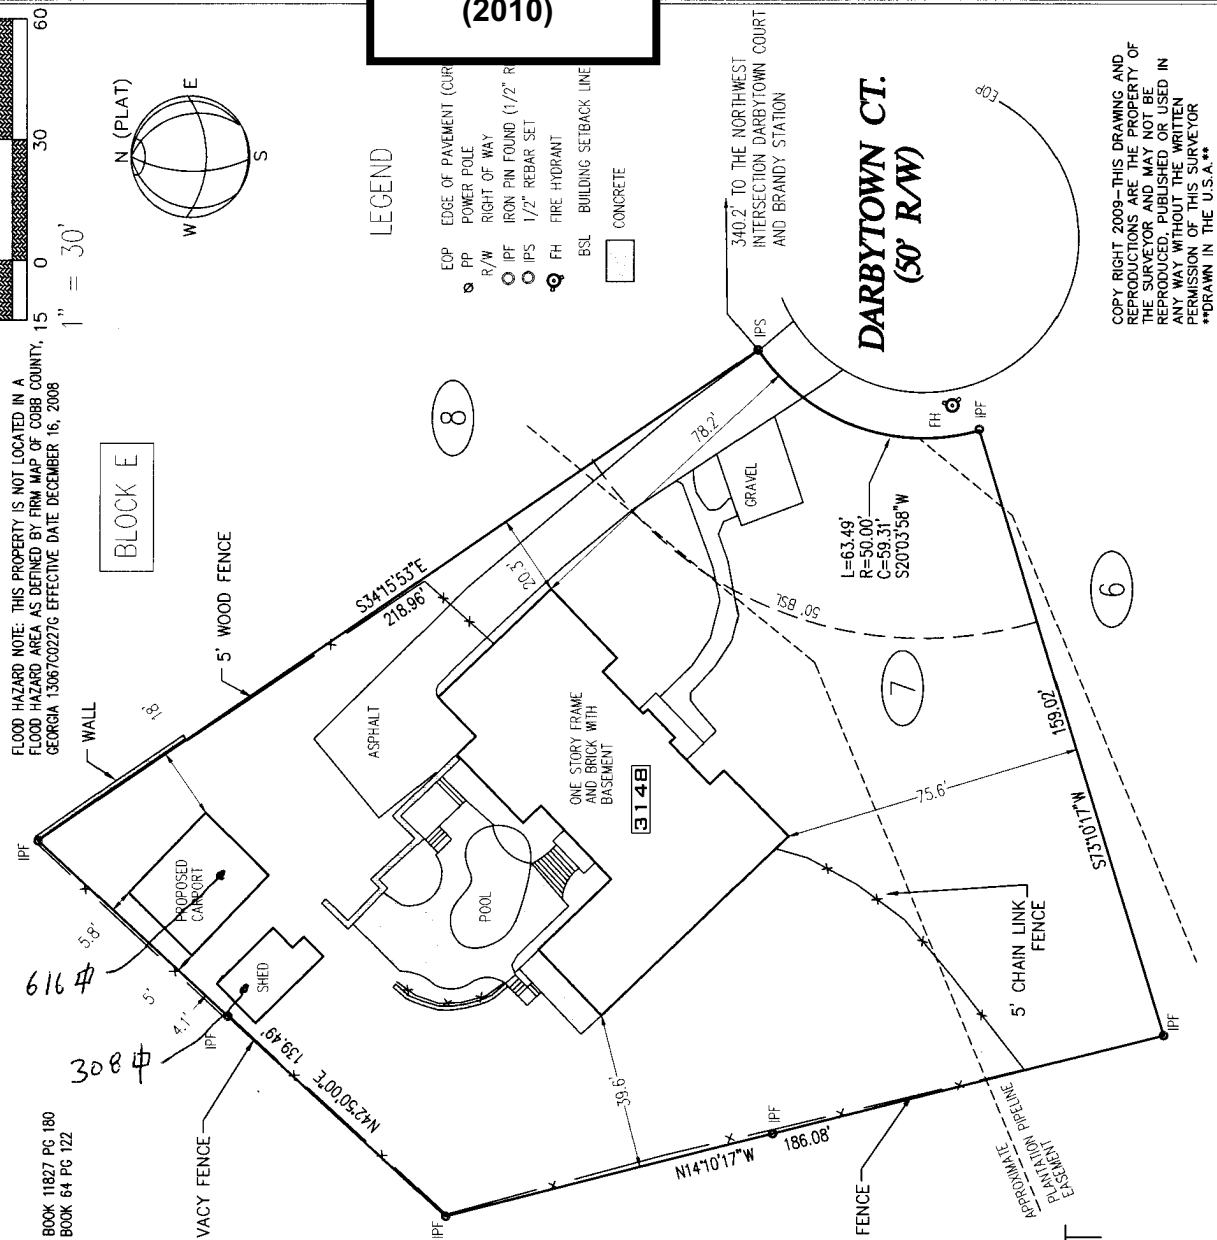 (2010)
60
30
0
15
1" = 30'
N (PLAT)
E
S
W
FLOOD HAZARD NOTE: THIS PROPERTY IS NOT LOCATED IN A
FLOOD HAZARD AREA AS DEFINED BY FIRM MAP OF COBB COUNTY,
GEORGIA 13067C0227G EFFECTIVE DATE DECEMBER 16, 2008
BLOCK E
LEGEND
EOP EDGE OF PAVEMENT (CUR
PP POWER POLE
R/W RIGHT OF WAY
IPF IRON PIN FOUND (1/2" R
IPS 1/2" REBAR SET
FH FIRE HYDRANT
BSL BUILDING SETBACK LINE
CONCRETE
340.2' TO THE NORTHWEST
INTERSECTION DARBYTOWN COURT
AND BRANDY STATION
DARBYTOWN CT.
(50' R/W)
EOP
COPY RIGHT 2009-THIS DRAWING AND
REPRODUCTIONS ARE THE PROPERTY OF
THE SURVEYOR AND MAY NOT BE
REPRODUCED, PUBLISHED OR USED IN
ANY WAY WITHOUT THE WRITTEN
PERMISSION OF THIS SURVEYOR
**DRAWN IN THE U.S.A.**
8
IPS
78.2'
GRAVEL
FH
IPF
L=63.49'
R=50.00'
C=59.31'
S20°03'58"W
50' BSL
6
7
S34°15'53"E
218.96'
20.3'
5' WOOD FENCE
WALL
18'
ASPHALT
ONE STORY FRAME
AND BRICK WITH
BASEMENT
3148
POOL
IPF
PROPOSED
CARPORT
SHED
5.8'
5'
4.1'
616
308
IPF
139.49'
N42°50'00"E
BOOK 11827 PG 180
BOOK 64 PG 122
VACY FENCE
IPF
39.6'
N14°10'17"W
186.08'
IPF
FENCE
75.6'
159.02'
S73°10'17"W
5' CHAIN LINK
FENCE
IPF
APPROXIMATE
PLANTATION PIPELINE
EASEMENT